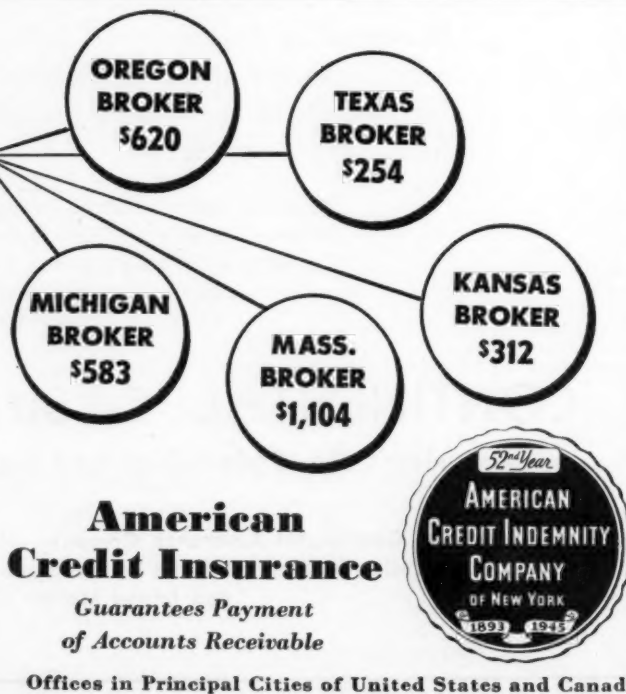 OREGON
BROKER
$620
TEXAS
BROKER
$254
MICHIGAN
BROKER
$583
MASS.
BROKER
$1,104
KANSAS
BROKER
$312
American
Credit Insurance
Guarantees Payment
of Accounts Receivable
52nd Year
AMERICAN
CREDIT INDEMNITY
COMPANY
OF NEW YORK
1893 1945
Offices in Principal Cities of United States and Canad